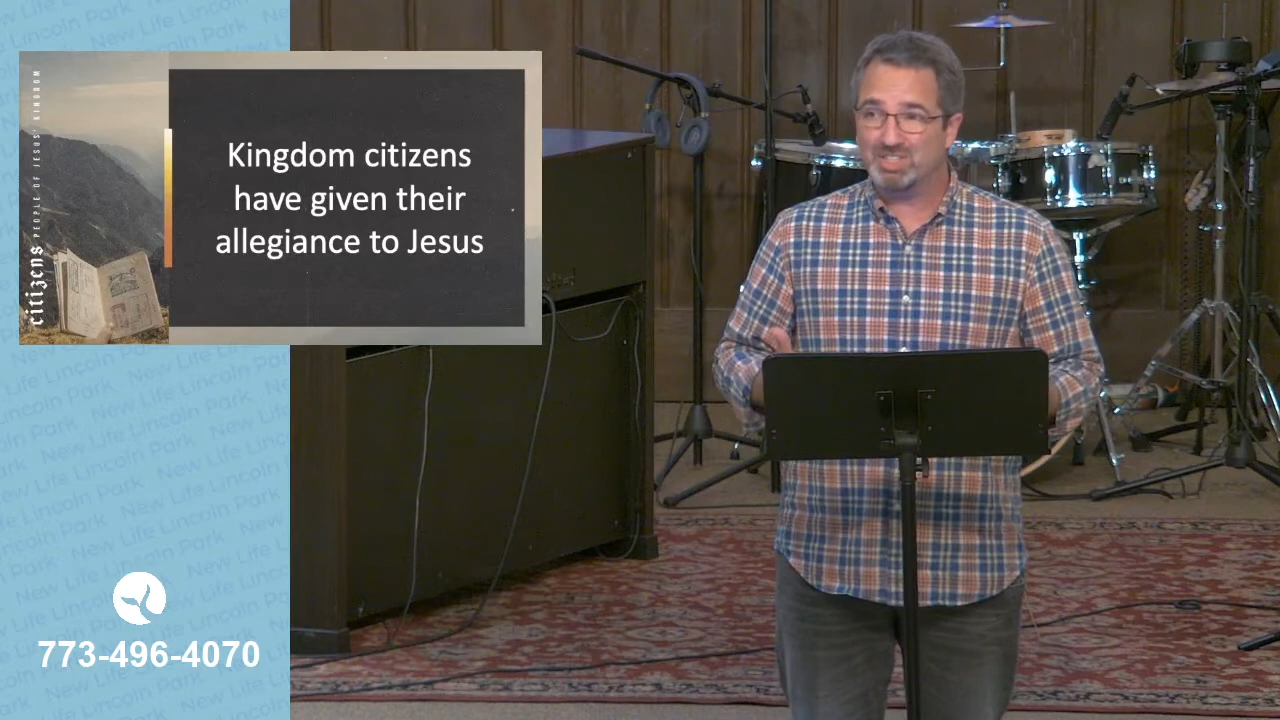 citizens PEOPLE OF JESUS' KINGDOM
Kingdom citizens
have given their
allegiance to Jesus
New Life Lincoln Park
773-496-4070